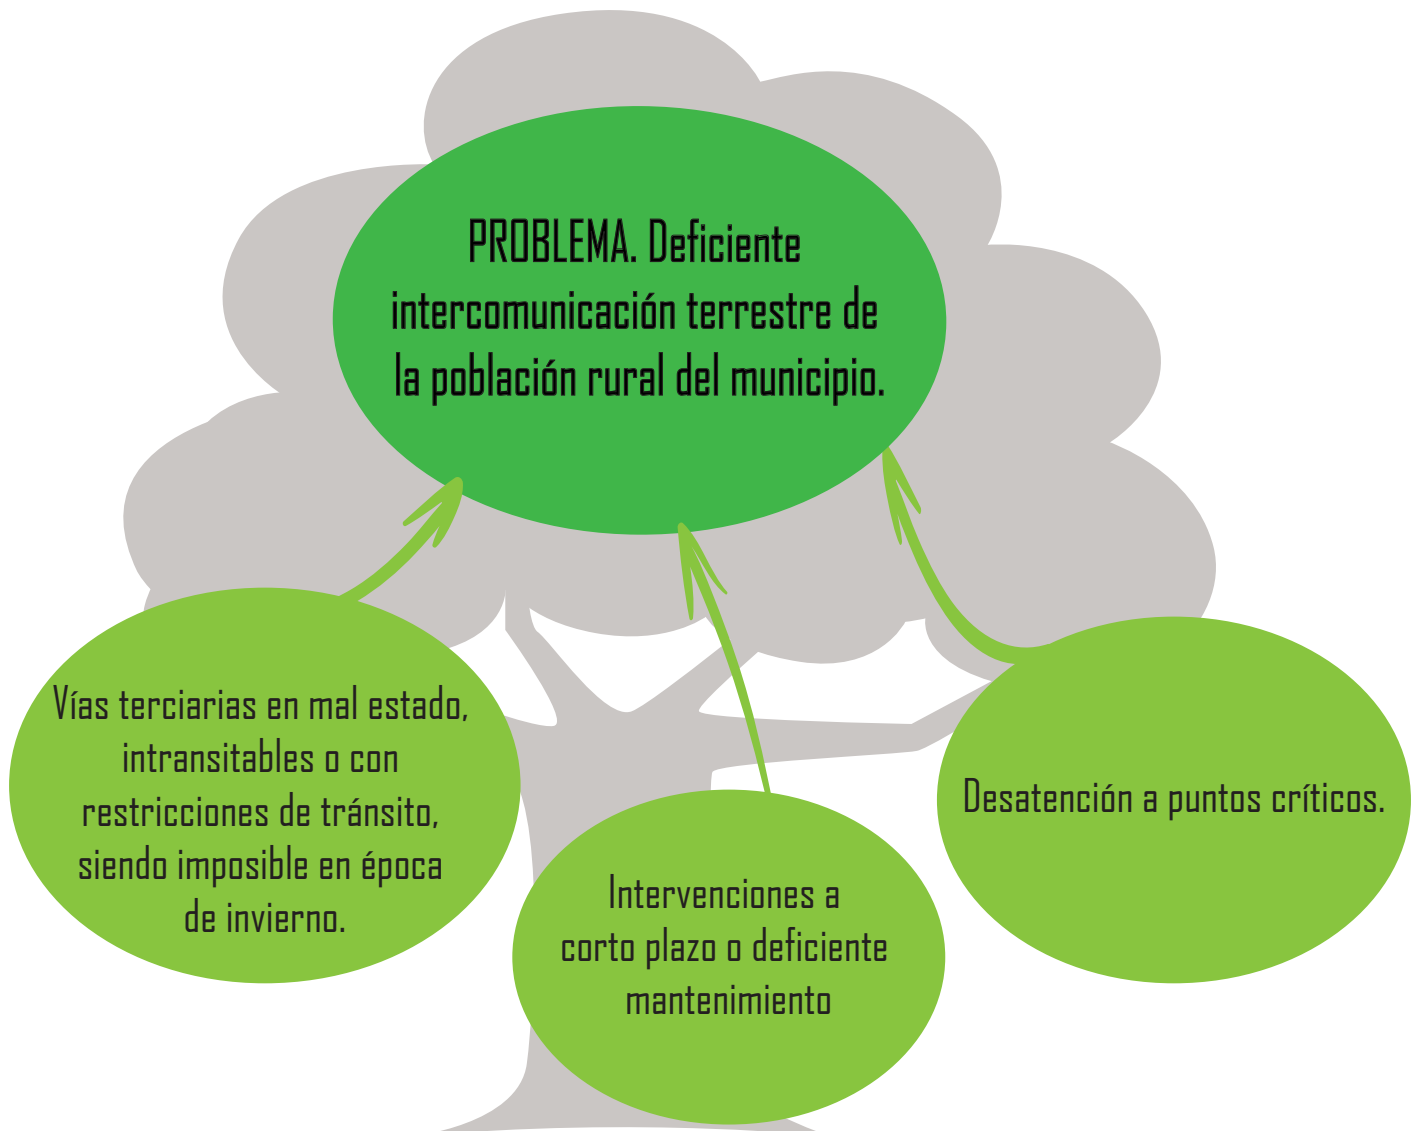 PROBLEMA. Deficiente
intercomunicación terrestre de
la población rural del municipio.
Vías terciarias en mal estado,
intransitables o con
restricciones de tránsito,
siendo imposible en época
de invierno.
Intervenciones a
corto plazo o deficiente
mantenimiento
Desatención a puntos críticos.